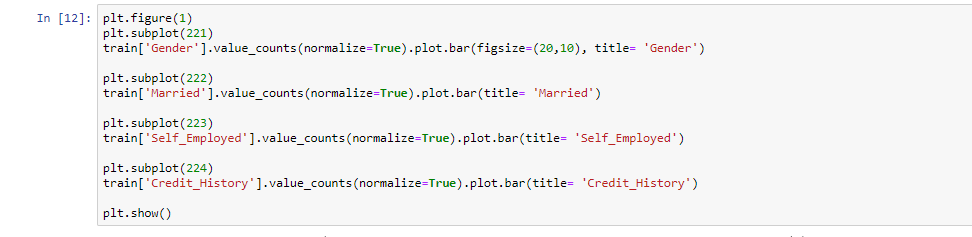 In [12]: plt.figure(1)
plt.subplot(221)
train['Gender'].value_counts(normalize=True).plot.bar(figsize=(20,10), title= 'Gender')

plt.subplot(222)
train['Married'].value_counts(normalize=True).plot.bar(title= 'Married')

plt.subplot(223)
train['Self_Employed'].value_counts(normalize=True).plot.bar(title= 'Self_Employed')

plt.subplot(224)
train['Credit_History'].value_counts(normalize=True).plot.bar(title= 'Credit_History')

plt.show()